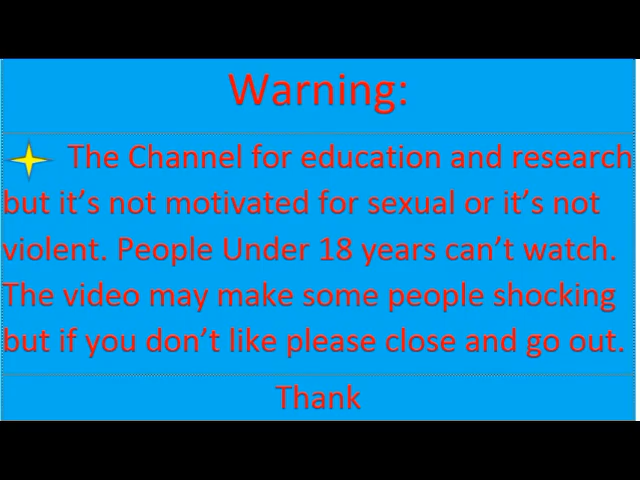 Warning:
The Channel for education and research
but it's not motivated for sexual or it's not
violent. People Under 18 years can't watch.
The video may make some people shocking
but if you don't like please close and go out.
Thank